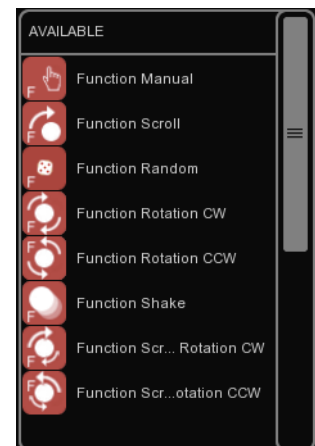 AVAILABLE
F Function Manual
F Function Scroll
F Function Random
F Function Rotation CW
F Function Rotation CCW
F Function Shake
F Function Scr... Rotation CW
F Function Scr...otation CCW